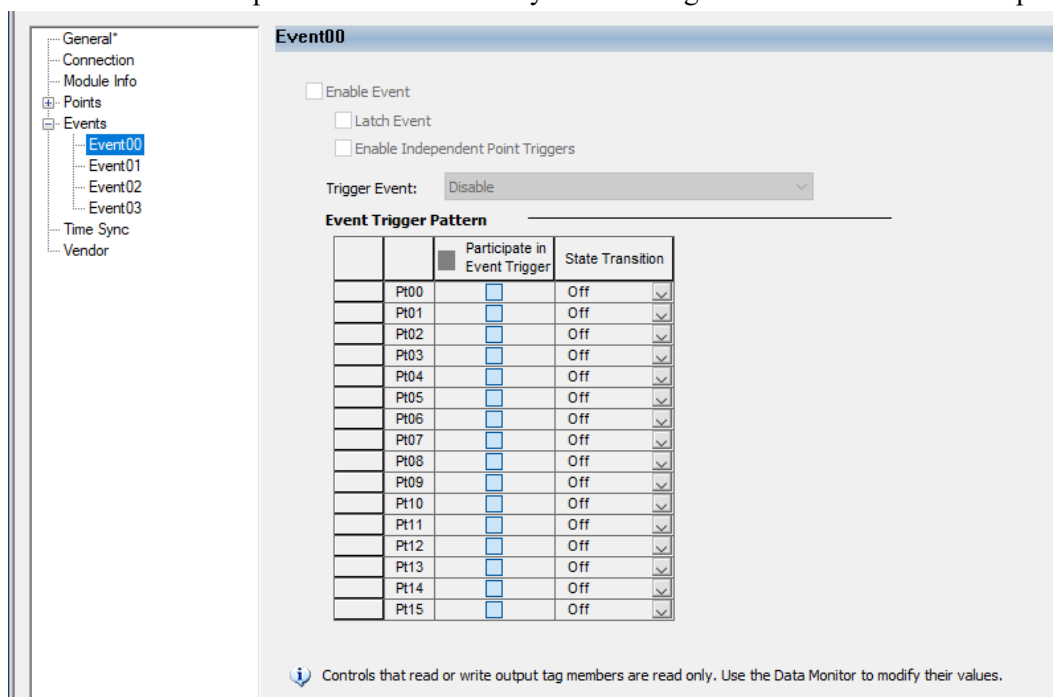 General*
Connection
Module Info
Points
Events
Event00
Event01
Event02
Event03
Time Sync
Vendor
Event00
Enable Event
Latch Event
Enable Independent Point Triggers
Trigger Event: Disable
Event Trigger Pattern
Participate in Event Trigger State Transition
Pt00 Off
Pt01 Off
Pt02 Off
Pt03 Off
Pt04 Off
Pt05 Off
Pt06 Off
Pt07 Off
Pt08 Off
Pt09 Off
Pt10 Off
Pt11 Off
Pt12 Off
Pt13 Off
Pt14 Off
Pt15 Off
Controls that read or write output tag members are read only. Use the Data Monitor to modify their values.